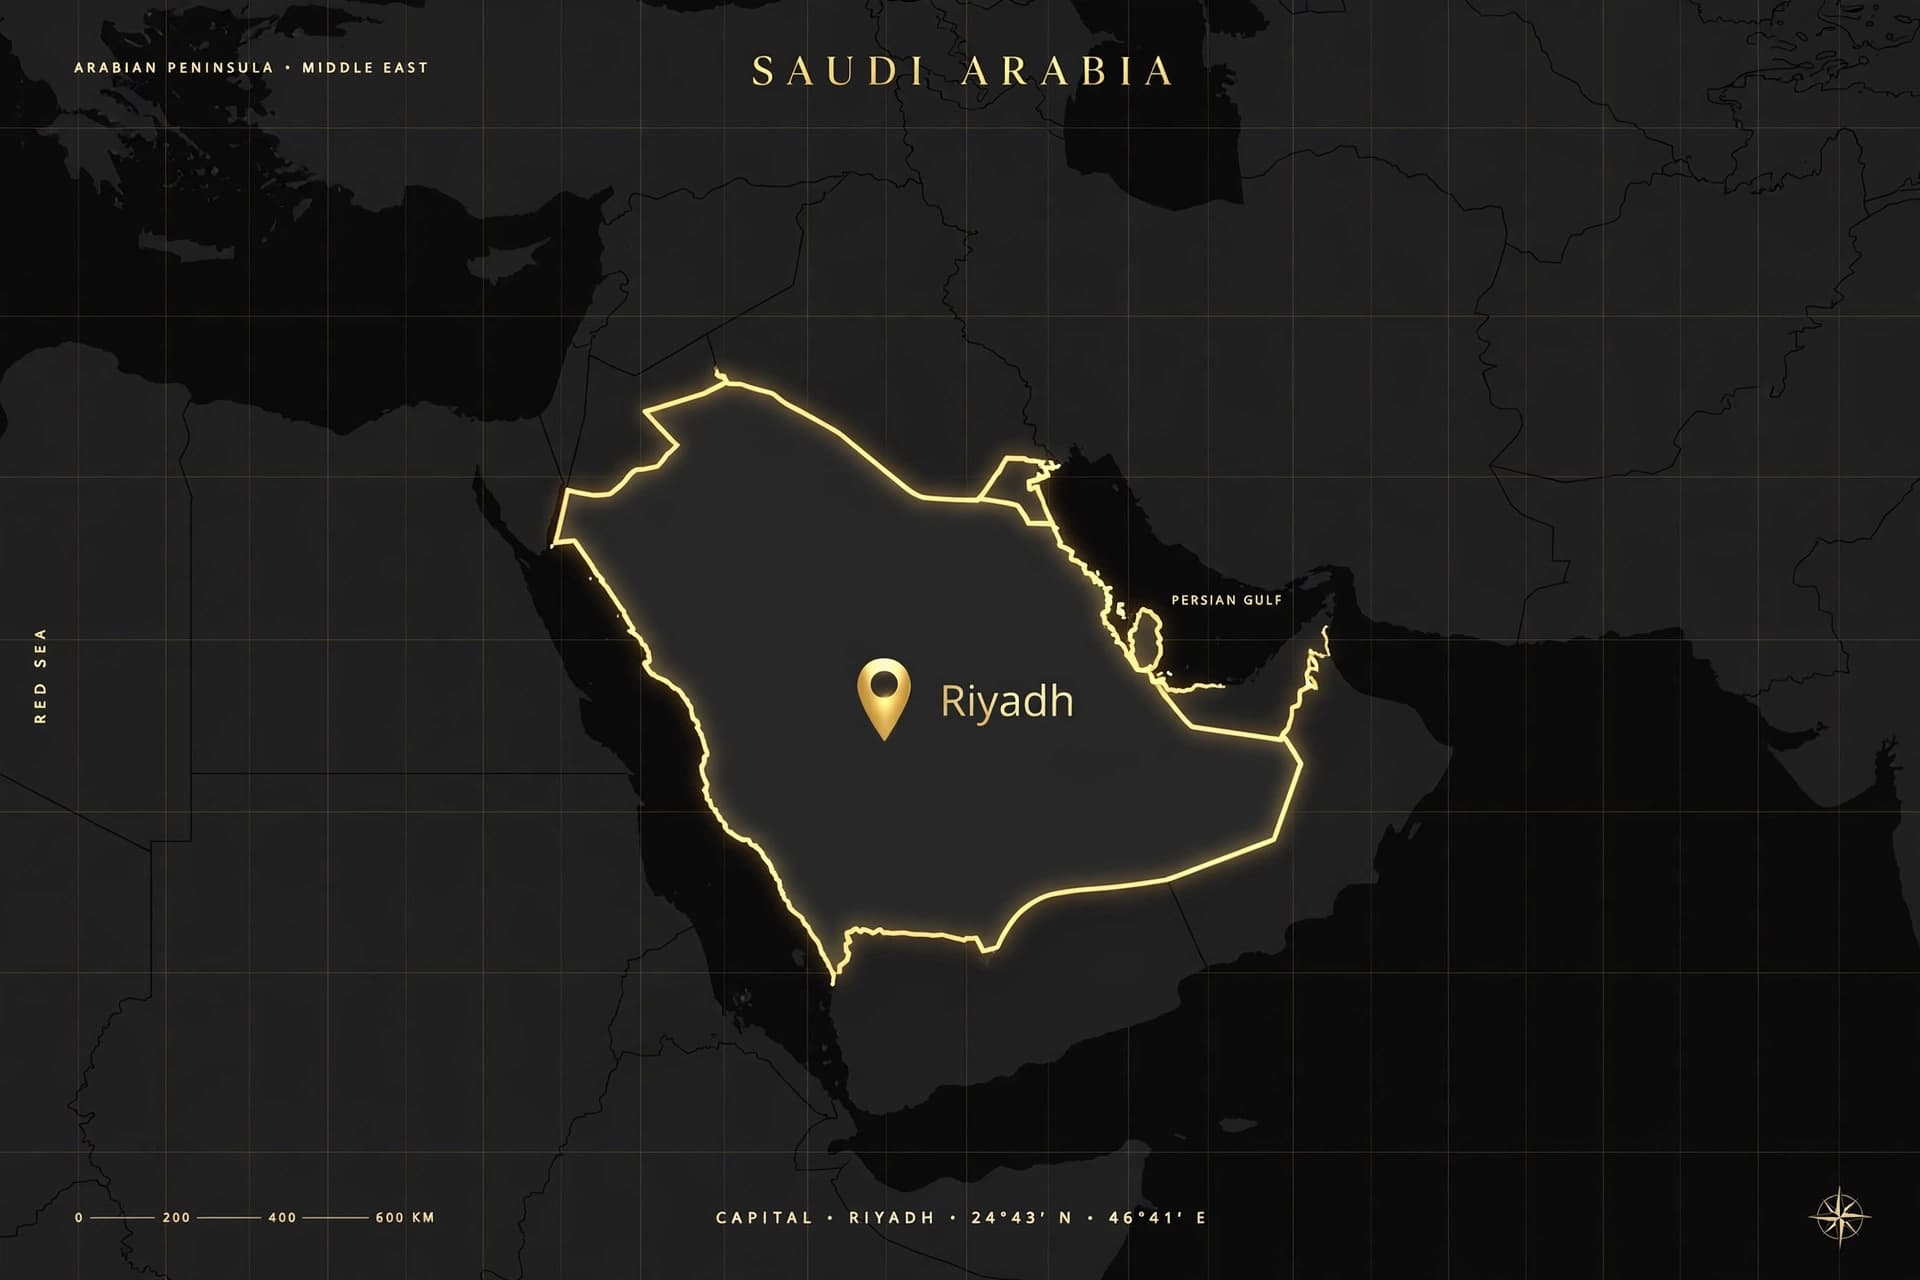 ARABIAN PENINSULA • MIDDLE EAST
SAUDI ARABIA
PERSIAN GULF
RED SEA
Riyadh
0 200 400 600 KM
CAPITAL • RIYADH • 24°43′ N • 46°41′ E